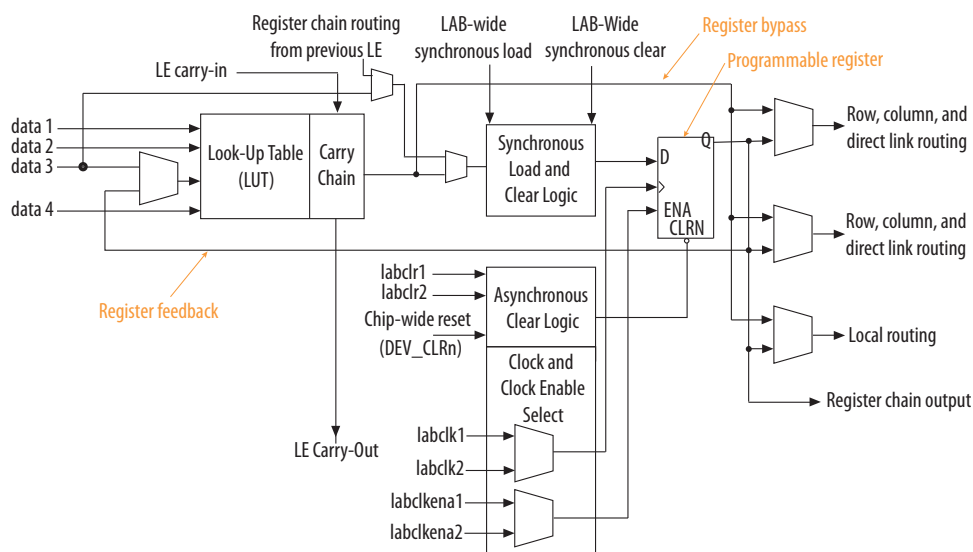 Register chain routing
from previous LE
LAB-wide
synchronous load
LAB-Wide
synchronous clear
Register bypass
Programmable register
LE carry-in
data 1
data 2
data 3
data 4
Look-Up Table
(LUT)
Carry
Chain
Synchronous
Load and
Clear Logic
D
Q
ENA
CLRN
Row, column, and
direct link routing
Row, column, and
direct link routing
Local routing
Register chain output
Register feedback
labclr1
labclr2
Chip-wide reset
(DEV_CLRn)
Asynchronous
Clear Logic
Clock and
Clock Enable
Select
LE Carry-Out
labclk1
labclk2
labclkena1
labclkena2